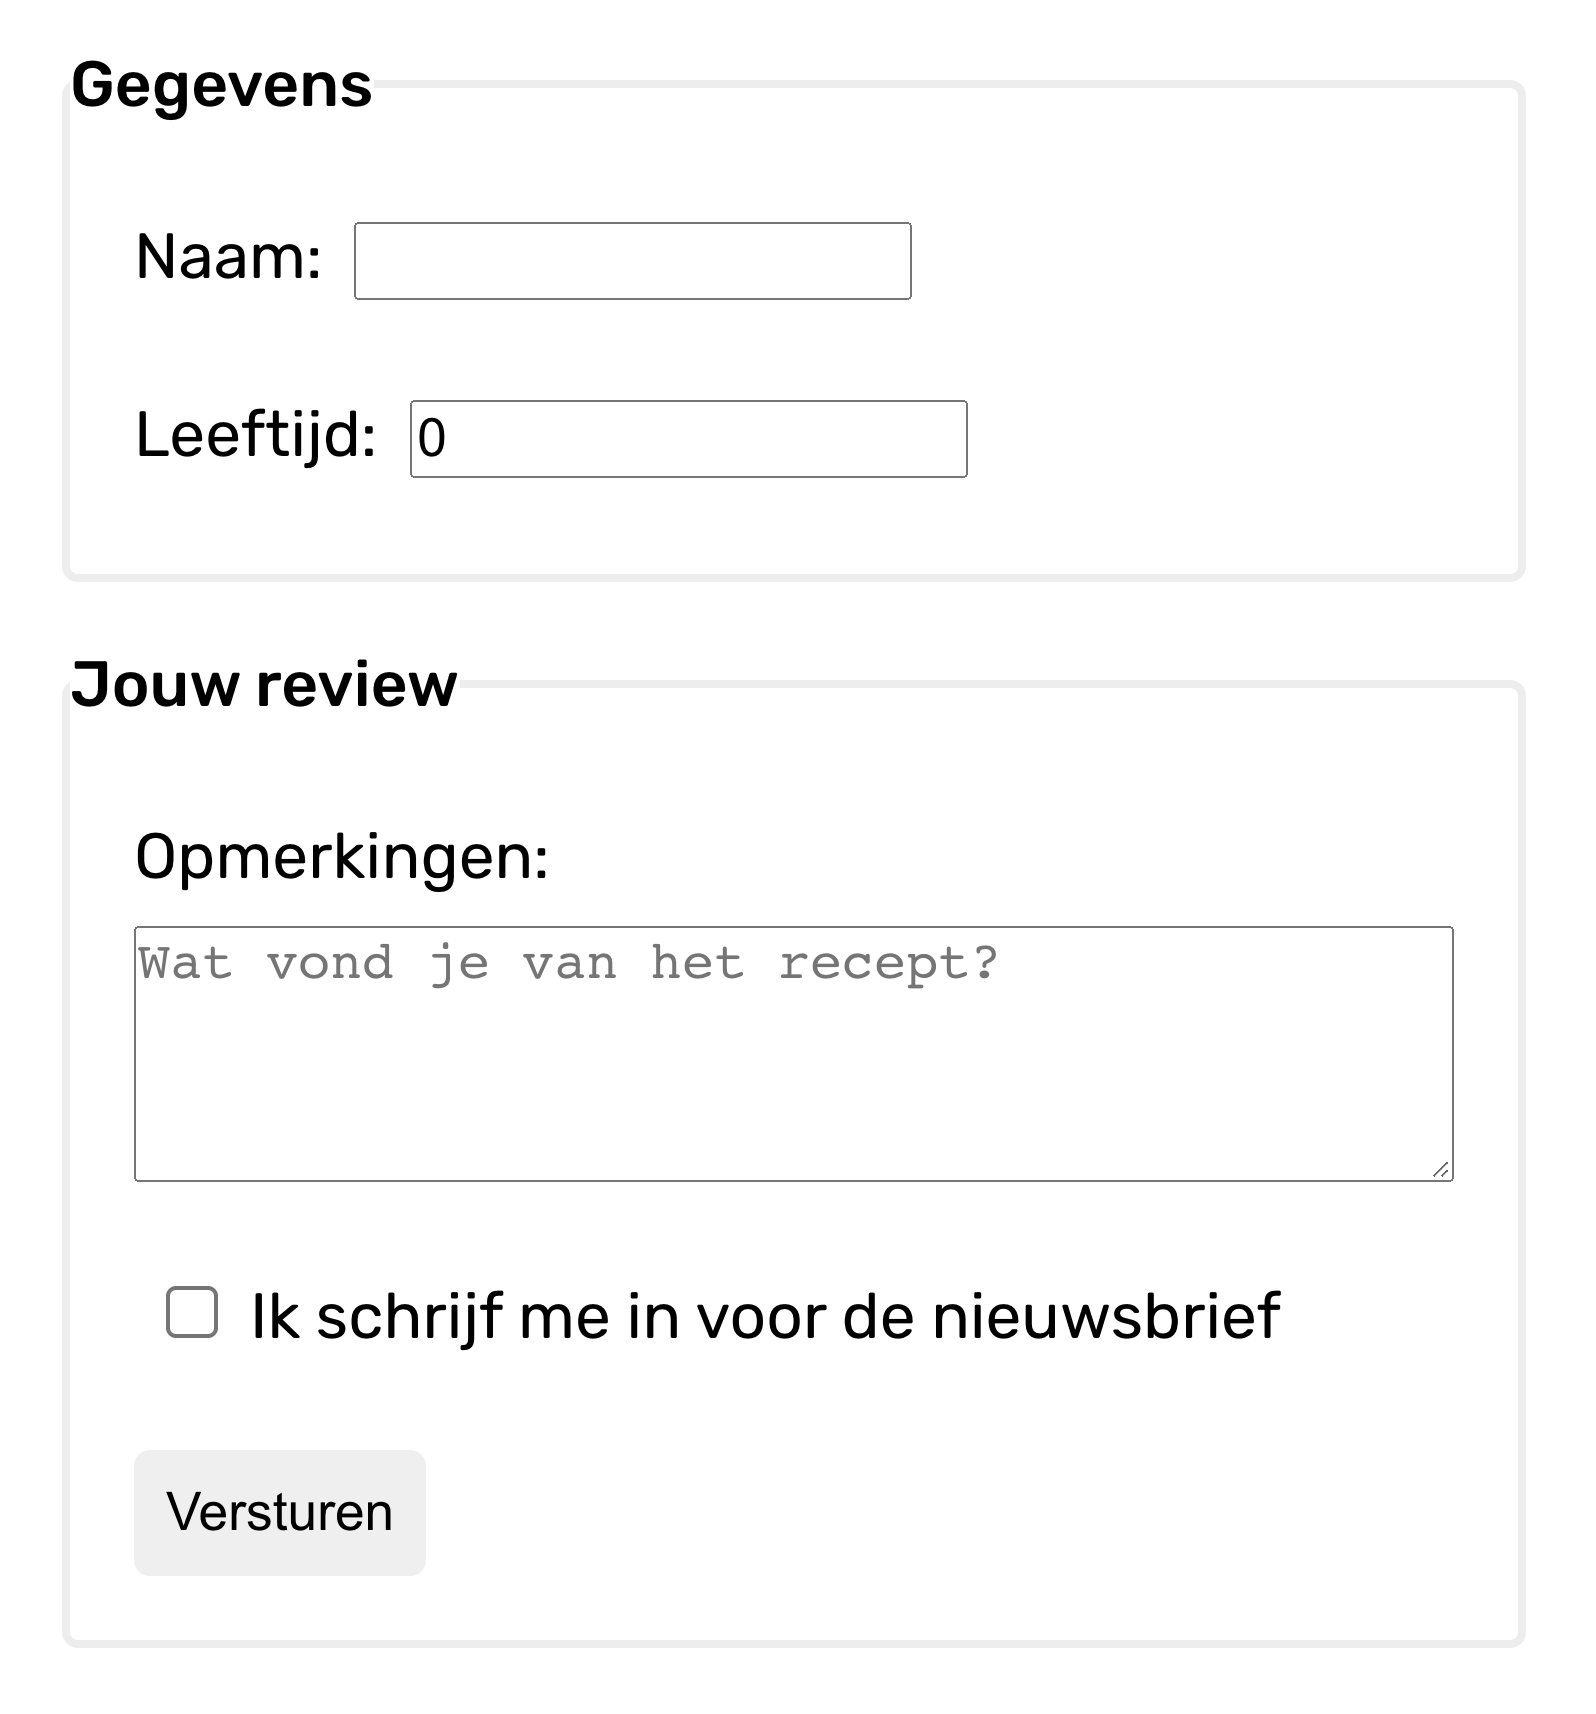 Gegevens
Naam:
Leeftijd: 0
Jouw review
Opmerkingen:
Wat vond je van het recept?
Ik schrijf me in voor de nieuwsbrief
Versturen